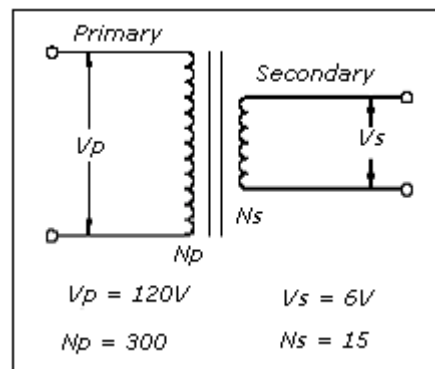 Primary
Secondary
Vp
Vs
Np
Ns
Vp = 120V
Vs = 6V
Np = 300
Ns = 15